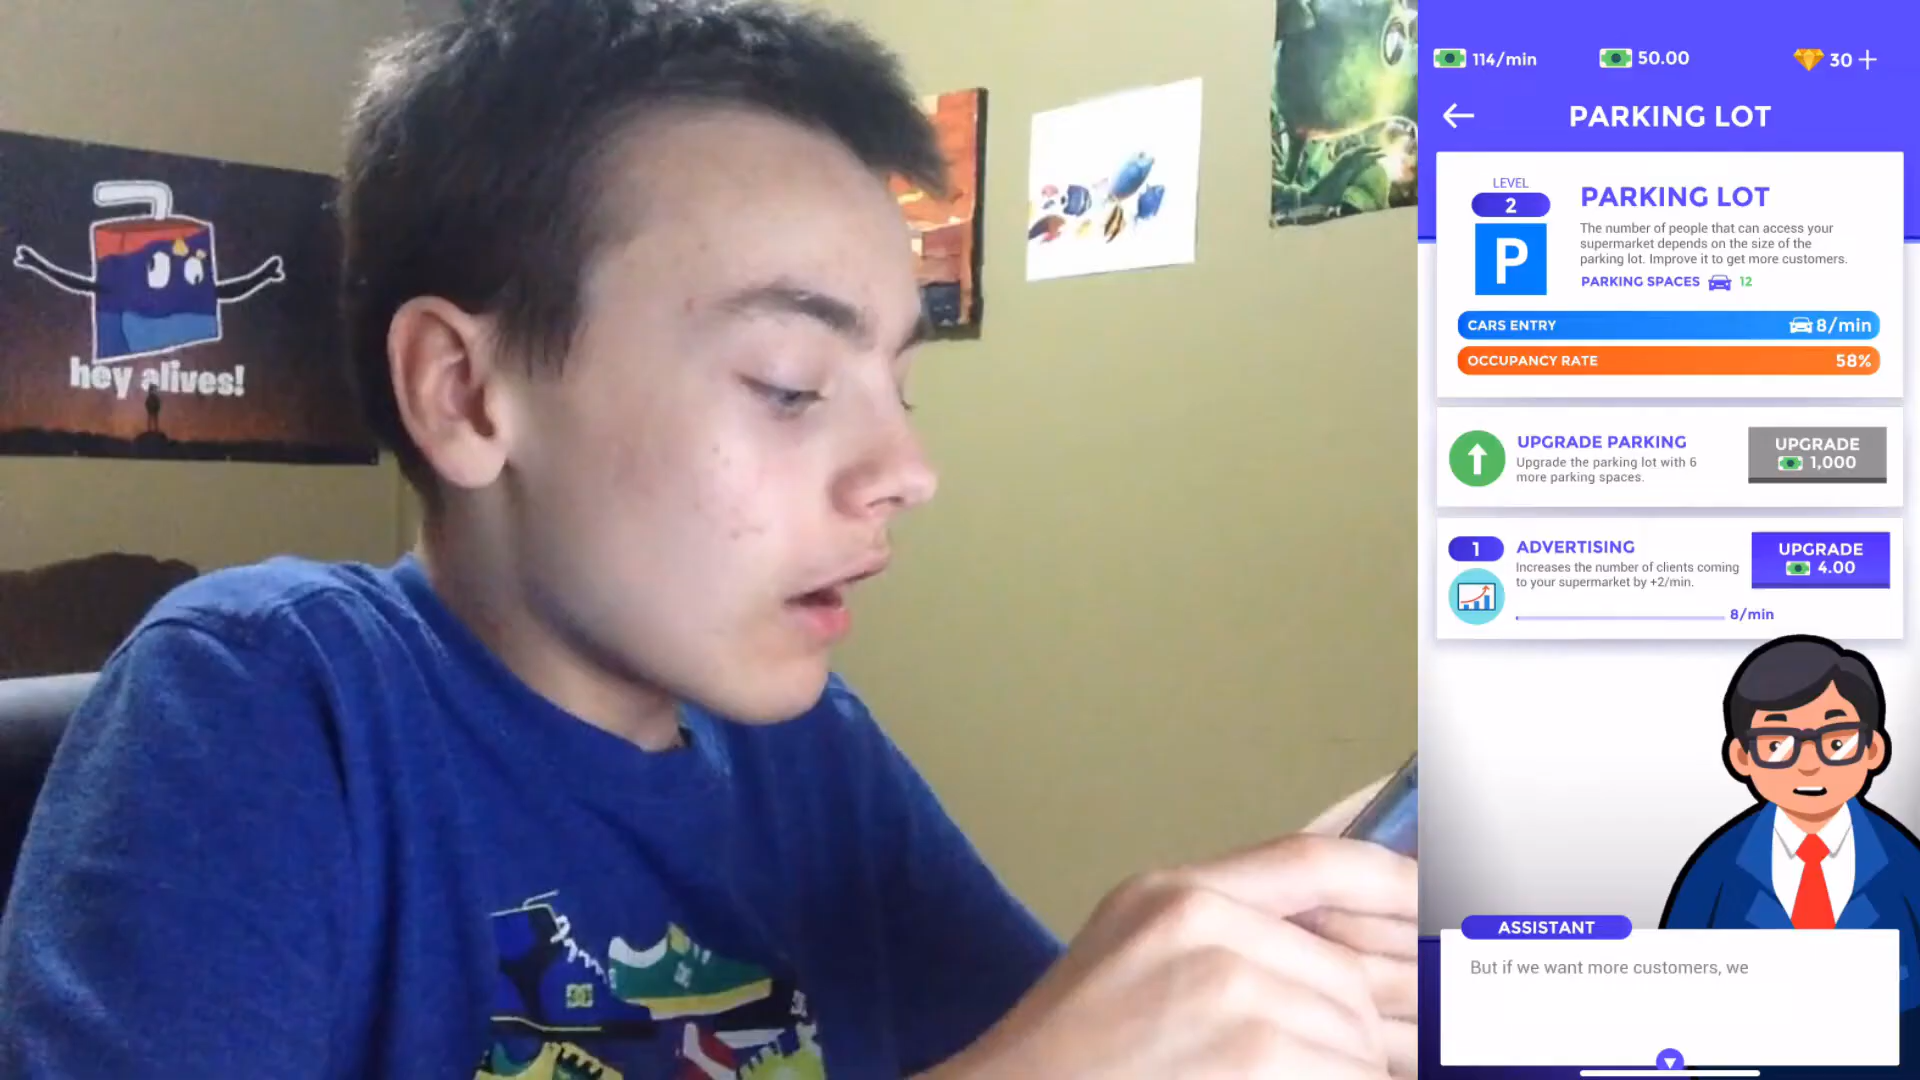 hey alives!
114/min
50.00
30
PARKING LOT
LEVEL
2
P
PARKING LOT
The number of people that can access your
supermarket depends on the size of the
parking lot. Improve it to get more customers.
PARKING SPACES 12
CARS ENTRY 8/min
OCCUPANCY RATE 58%
UPGRADE PARKING
Upgrade the parking lot with 6
more parking spaces.
UPGRADE
1,000
1
ADVERTISING
Increases the number of clients coming
to your supermarket by +2/min.
8/min
UPGRADE
4.00
ASSISTANT
But if we want more customers, we